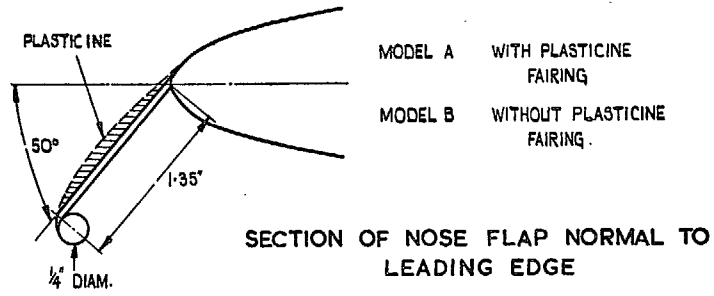 PLASTICINE
MODEL A WITH PLASTICINE
FAIRING
MODEL B WITHOUT PLASTICINE
FAIRING.
50°
1·35"
1/4" DIAM.
SECTION OF NOSE FLAP NORMAL TO
LEADING EDGE